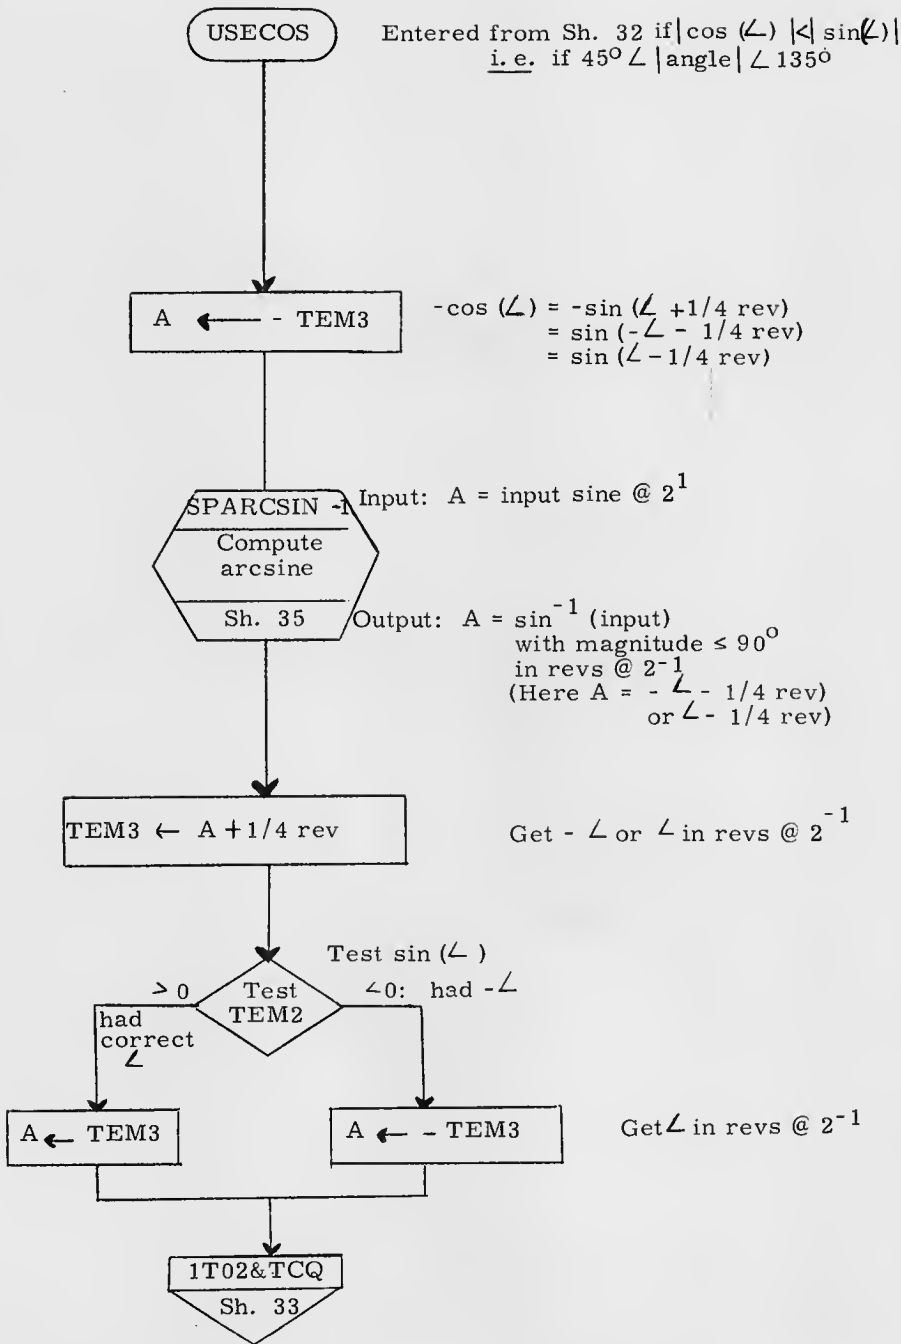 USECOS
Entered from Sh. 32 if |cos (∠) |<| sin(∠)|
i. e. if 45° ∠ |angle| ∠ 135°
A ← - TEM3
-cos (∠) = -sin (∠ +1/4 rev)
= sin (-∠ - 1/4 rev)
= sin (∠ - 1/4 rev)
SPARCSIN -1
Compute
arcsine
Sh. 35
Input: A = input sine @ 2¹
Output: A = sin⁻¹ (input)
with magnitude ≤ 90°
in revs @ 2⁻¹
(Here A = - ∠ - 1/4 rev)
or ∠ - 1/4 rev)
TEM3 ← A + 1/4 rev
Get - ∠ or ∠ in revs @ 2⁻¹
Test sin (∠ )
> 0
Test
TEM2
∠0: had -∠
had
correct
∠
A ← TEM3
A ← - TEM3
Get ∠ in revs @ 2⁻¹
1T02&TCQ
Sh. 33